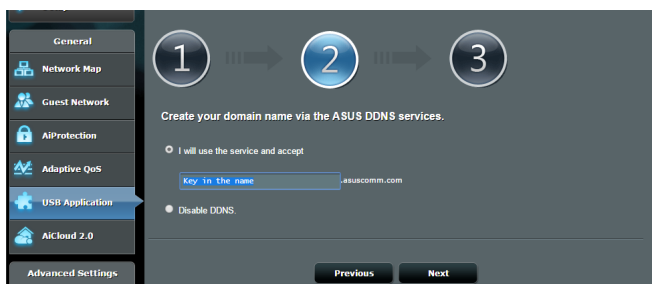 General
Network Map
Guest Network
AiProtection
Adaptive QoS
USB Application
AiCloud 2.0
Advanced Settings
1
2
3
Create your domain name via the ASUS DDNS services.
I will use the service and accept
Key in the name .asuscomm.com
Disable DDNS.
Previous Next